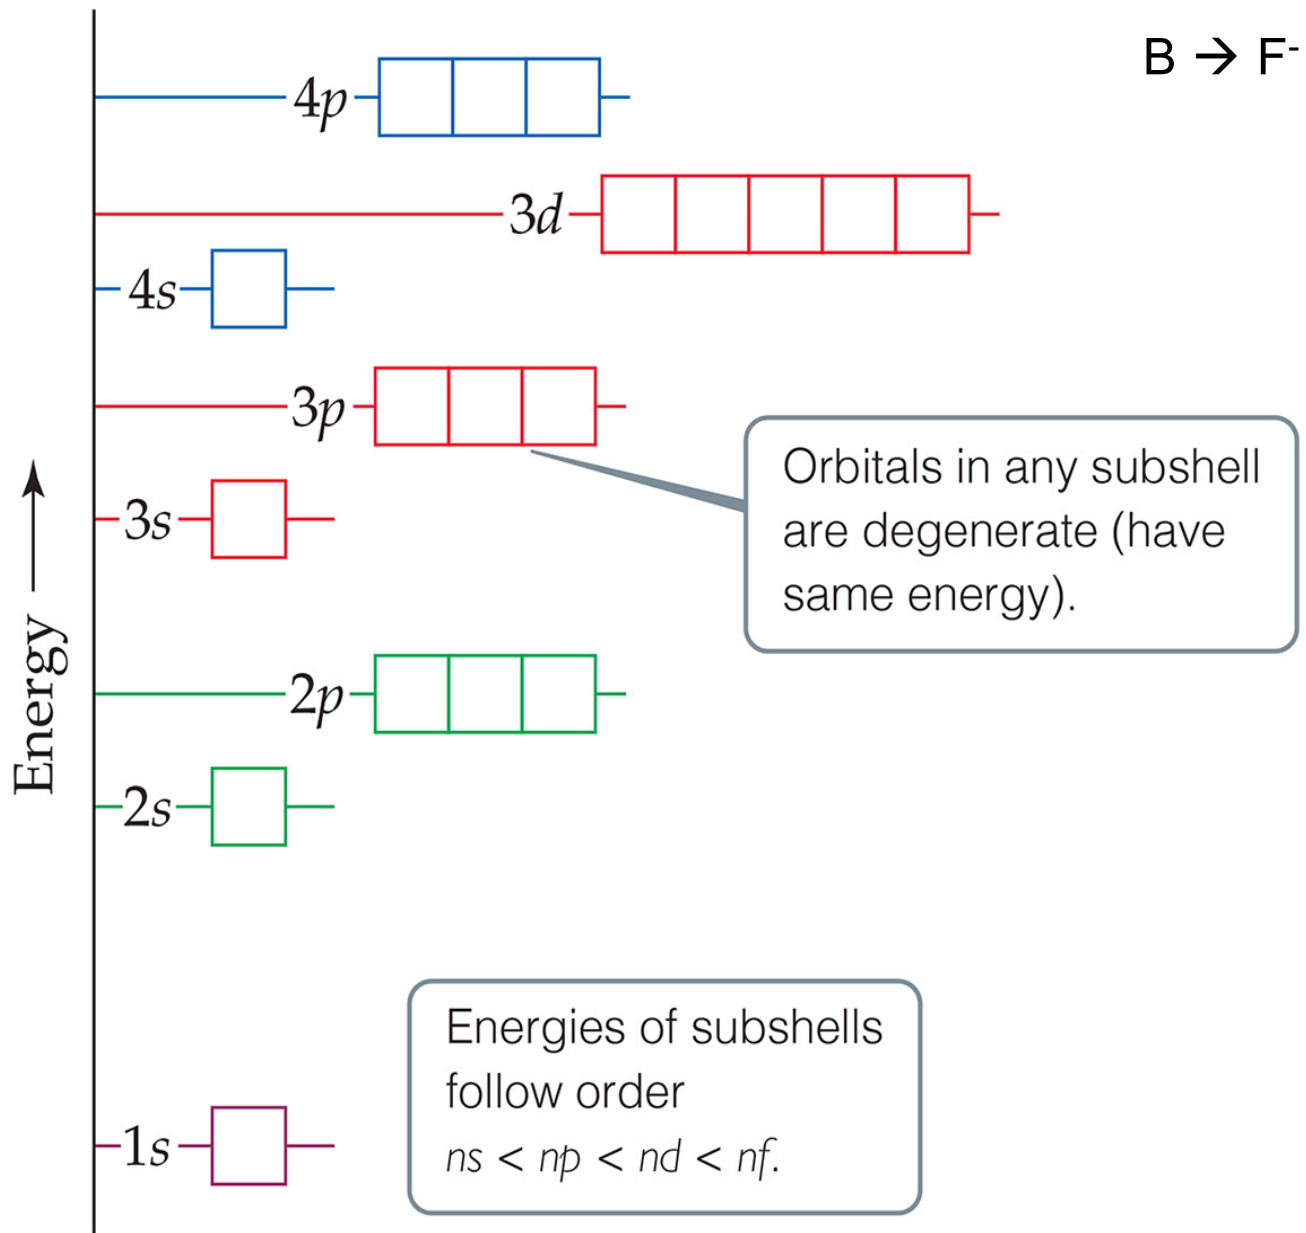 B → F-
4p
3d
4s
3p
Orbitals in any subshell
are degenerate (have
same energy).
3s
Energy
2p
2s
Energies of subshells
follow order
ns < np < nd < nf.
1s